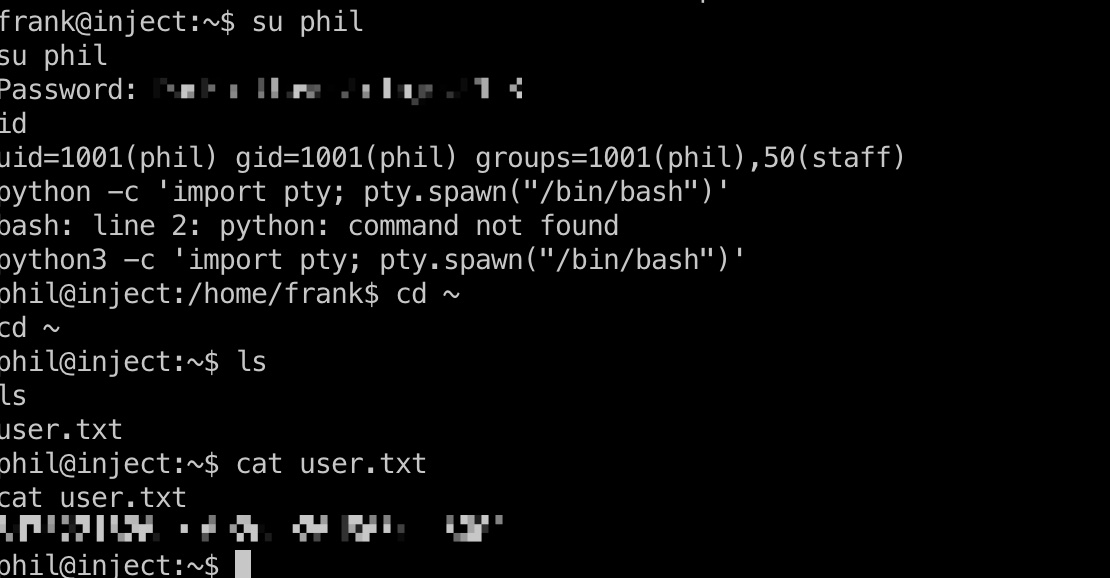 frank@inject:~$ su phil
su phil
Password:
id
uid=1001(phil) gid=1001(phil) groups=1001(phil),50(staff)
python -c 'import pty; pty.spawn("/bin/bash")'
bash: line 2: python: command not found
python3 -c 'import pty; pty.spawn("/bin/bash")'
phil@inject:/home/frank$ cd ~
cd ~
phil@inject:~$ ls
ls
user.txt
phil@inject:~$ cat user.txt
cat user.txt
phil@inject:~$